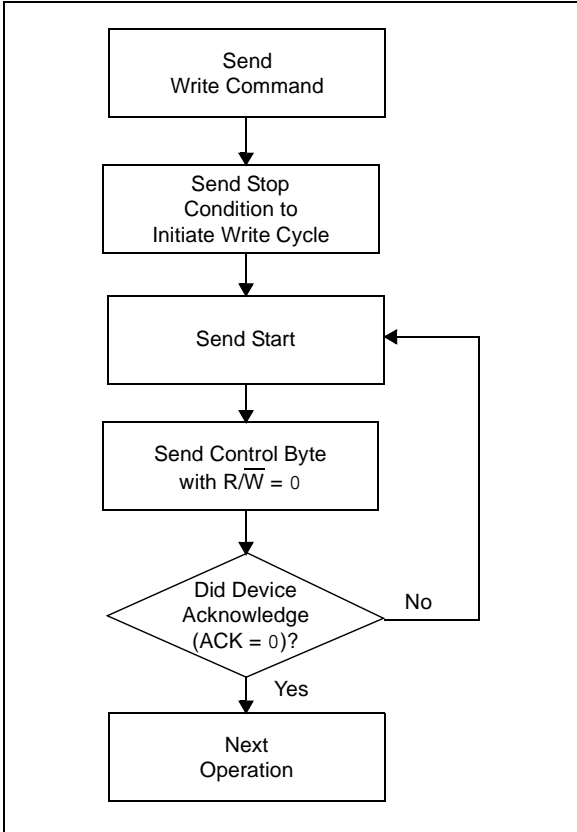 Send
Write Command
Send Stop
Condition to
Initiate Write Cycle
Send Start
Send Control Byte
with R/W̅ = 0
Did Device
Acknowledge
(ACK = 0)?
No
Yes
Next
Operation